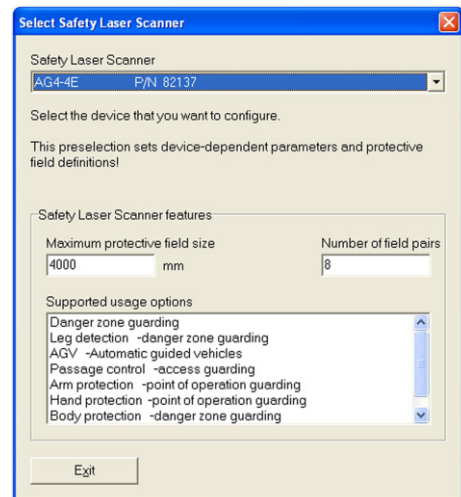 Select Safety Laser Scanner
Safety Laser Scanner
AG4-4E P/N 82137
Select the device that you want to configure.
This preselection sets device-dependent parameters and protective
field definitions!
Safety Laser Scanner features
Maximum protective field size
Number of field pairs
4000 mm
8
Supported usage options
Danger zone guarding
Leg detection -danger zone guarding
AGV -Automatic guided vehicles
Passage control -access guarding
Arm protection -point of operation guarding
Hand protection -point of operation guarding
Body protection -danger zone guarding
Exit